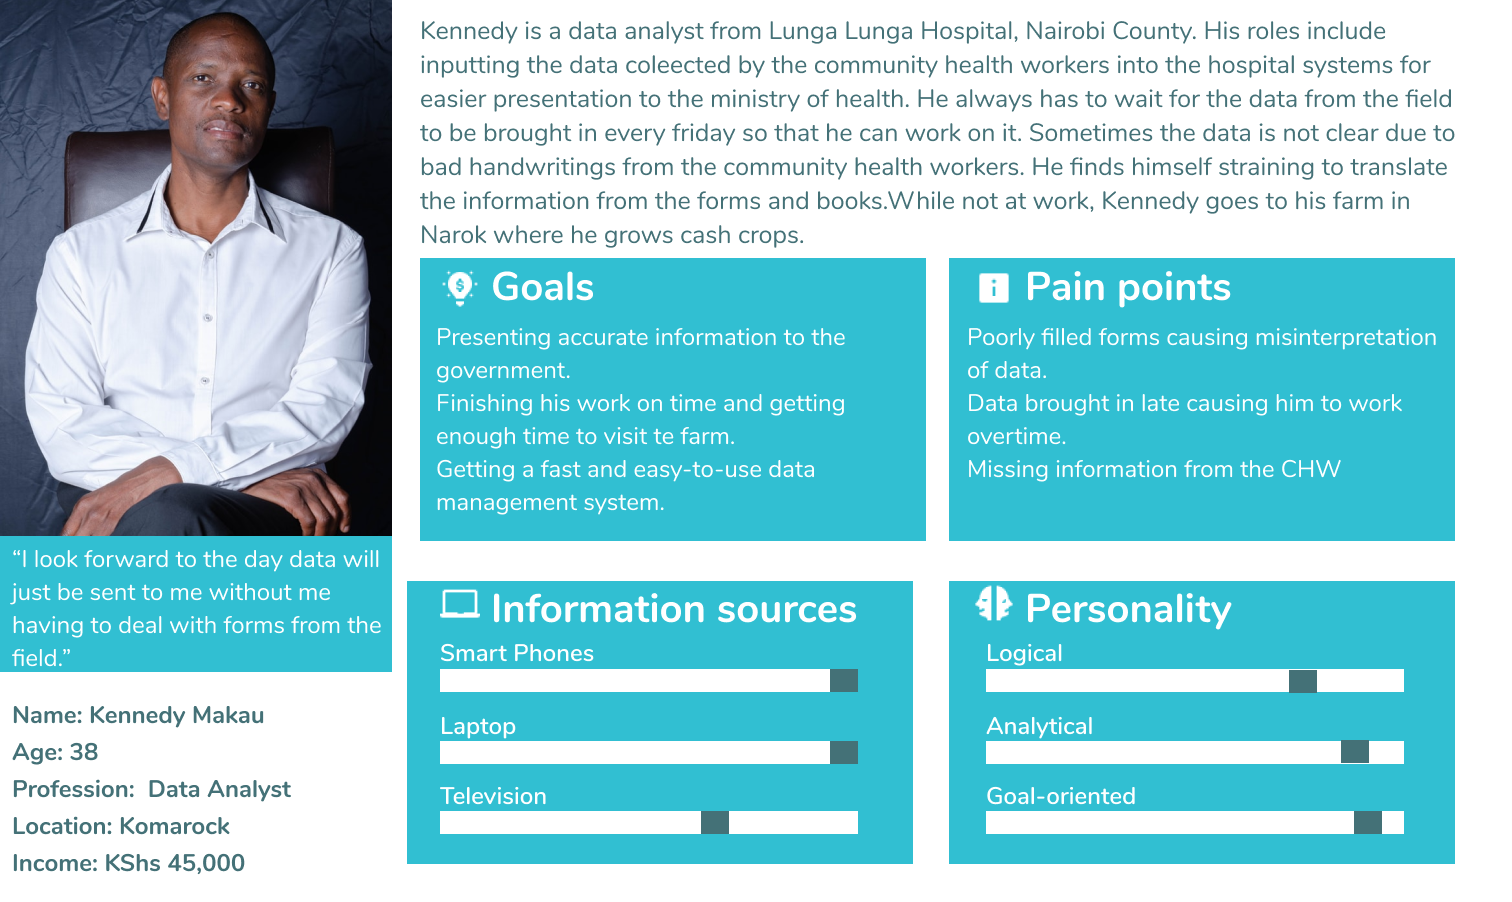 Kennedy is a data analyst from Lunga Lunga Hospital, Nairobi County. His roles include
inputting the data coleected by the community health workers into the hospital systems for
easier presentation to the ministry of health. He always has to wait for the data from the field
to be brought in every friday so that he can work on it. Sometimes the data is not clear due to
bad handwritings from the community health workers. He finds himself straining to translate
the information from the forms and books.While not at work, Kennedy goes to his farm in
Narok where he grows cash crops.
Goals
Presenting accurate information to the
government.
Finishing his work on time and getting
enough time to visit te farm.
Getting a fast and easy-to-use data
management system.
Pain points
Poorly filled forms causing misinterpretation
of data.
Data brought in late causing him to work
overtime.
Missing information from the CHW
“I look forward to the day data will
just be sent to me without me
having to deal with forms from the
field.”
Name: Kennedy Makau
Age: 38
Profession:  Data Analyst
Location: Komarock
Income: KShs 45,000
Information sources
Smart Phones
Laptop
Television
Personality
Logical
Analytical
Goal-oriented